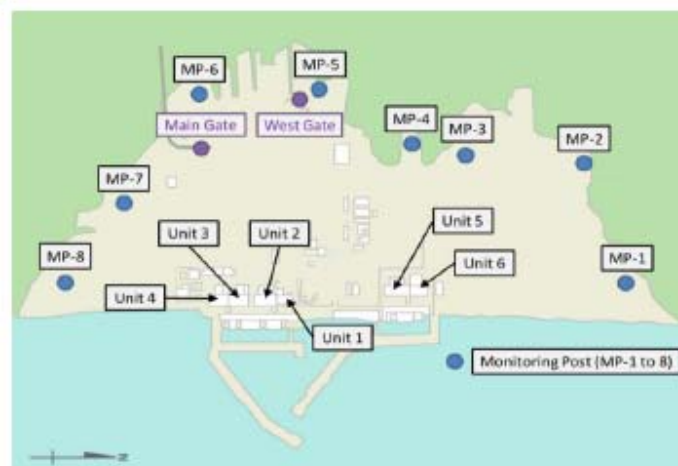 MP-6
MP-5
Main Gate
West Gate
MP-4
MP-3
MP-2
MP-7
Unit 3
Unit 2
Unit 5
MP-8
Unit 6
MP-1
Unit 4
Unit 1
Monitoring Post (MP-1 to 8)
N